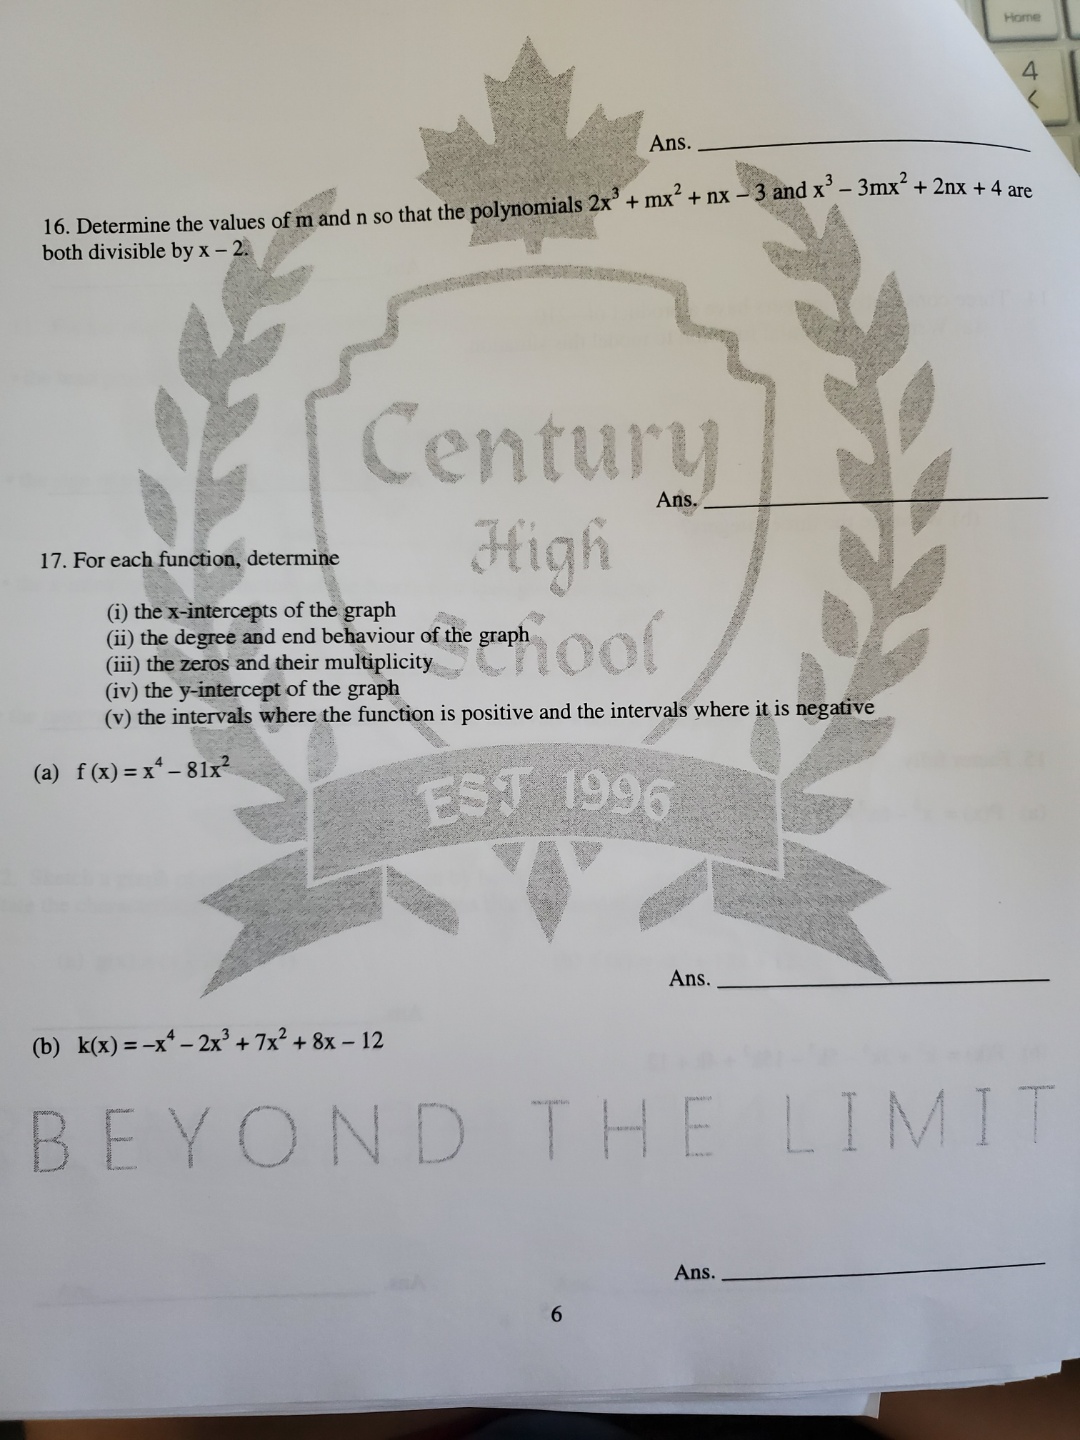 Home
4
<
Ans.
16. Determine the values of m and n so that the polynomials 2x³ + mx² + nx – 3 and x³ – 3mx² + 2nx + 4 are
both divisible by x – 2.
Century
Ans.
High
17. For each function, determine
(i) the x-intercepts of the graph
(ii) the degree and end behaviour of the graph
School
(iii) the zeros and their multiplicity
(iv) the y-intercept of the graph
(v) the intervals where the function is positive and the intervals where it is negative
(a) f (x) = x⁴ – 81x²
EST 1996
Ans.
(b) k(x) = –x⁴ – 2x³ + 7x² + 8x – 12
BEYOND THE LIMIT
Ans.
6